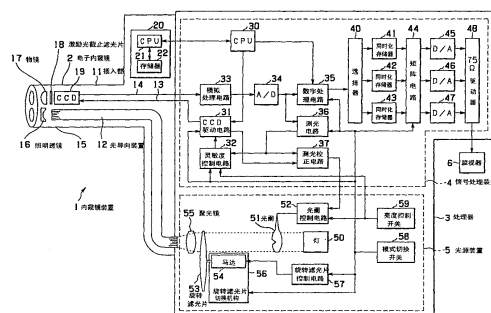 17 物镜
18 激励光截止滤光片
2 电子内窥镜
11 插入部
20
CPU
21 22
存储器
19
CCD
14
13
16 照明透镜
15
12 光导向装置
1 内窥镜装置
30
CPU
33
模拟处理电路
34
A/D
35
数字处理电路
31
CCD驱动电路
36
测光电路
32
灵敏度控制电路
37
测光校正电路
40
选择器
41
同时化存储器
42
同时化存储器
43
同时化存储器
44
矩阵电路
45
D/A
46
D/A
47
D/A
48
75Ω驱动器
6 监视器
4 信号处理装置
3 处理器
5 光源装置
52
光阑控制电路
59
亮度控制开关
58
模式切换开关
55 聚光镜
51 光阑
50
灯
马达
54
53
旋转滤光片
56
旋转滤光片切换机构
57
旋转滤光片控制电路